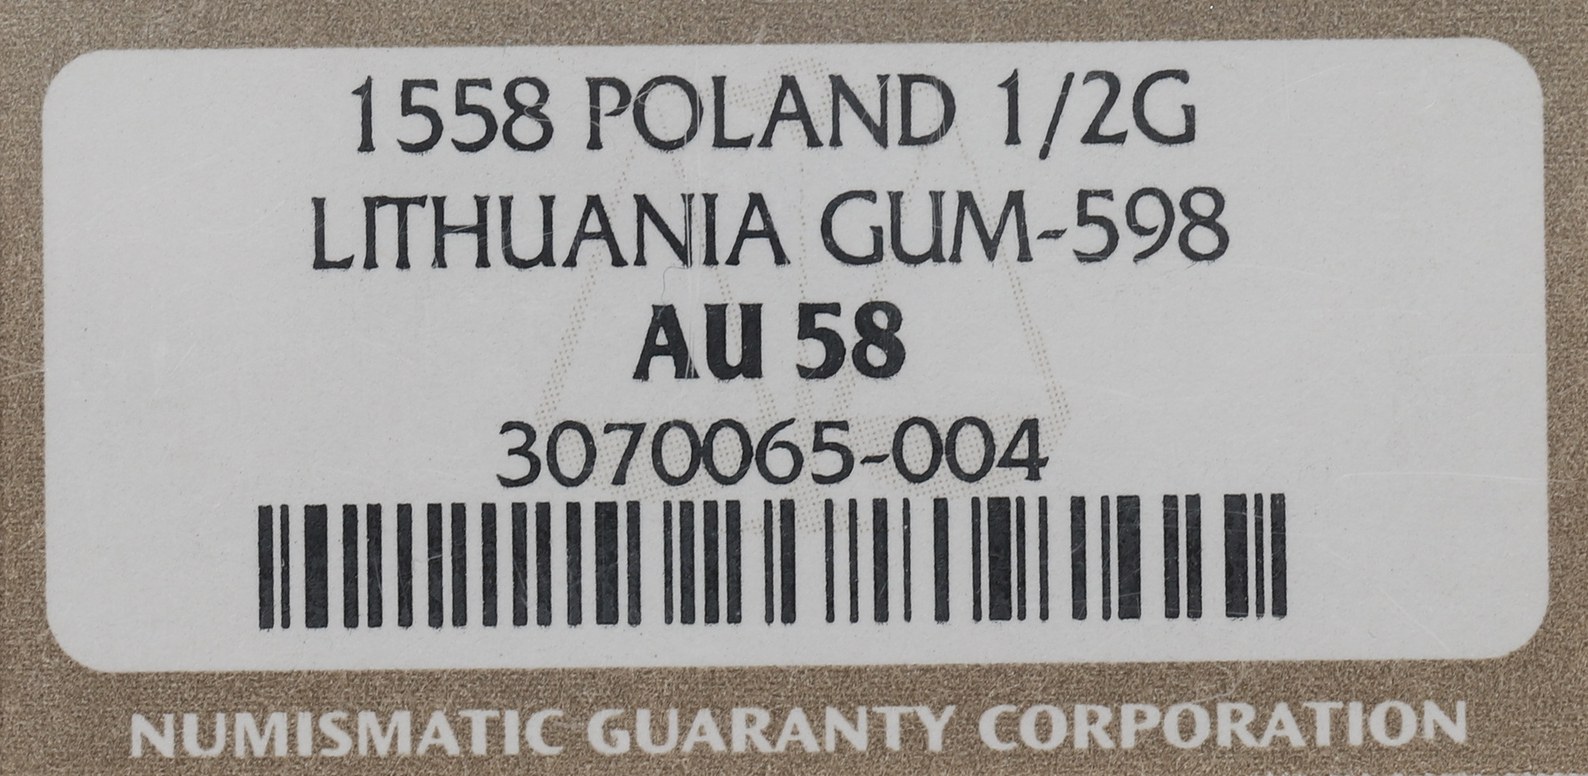 1558 POLAND 1/2G
LITHUANIA GUM-598
AU 58
3070065-004
NUMISMATIC GUARANTY CORPORATION